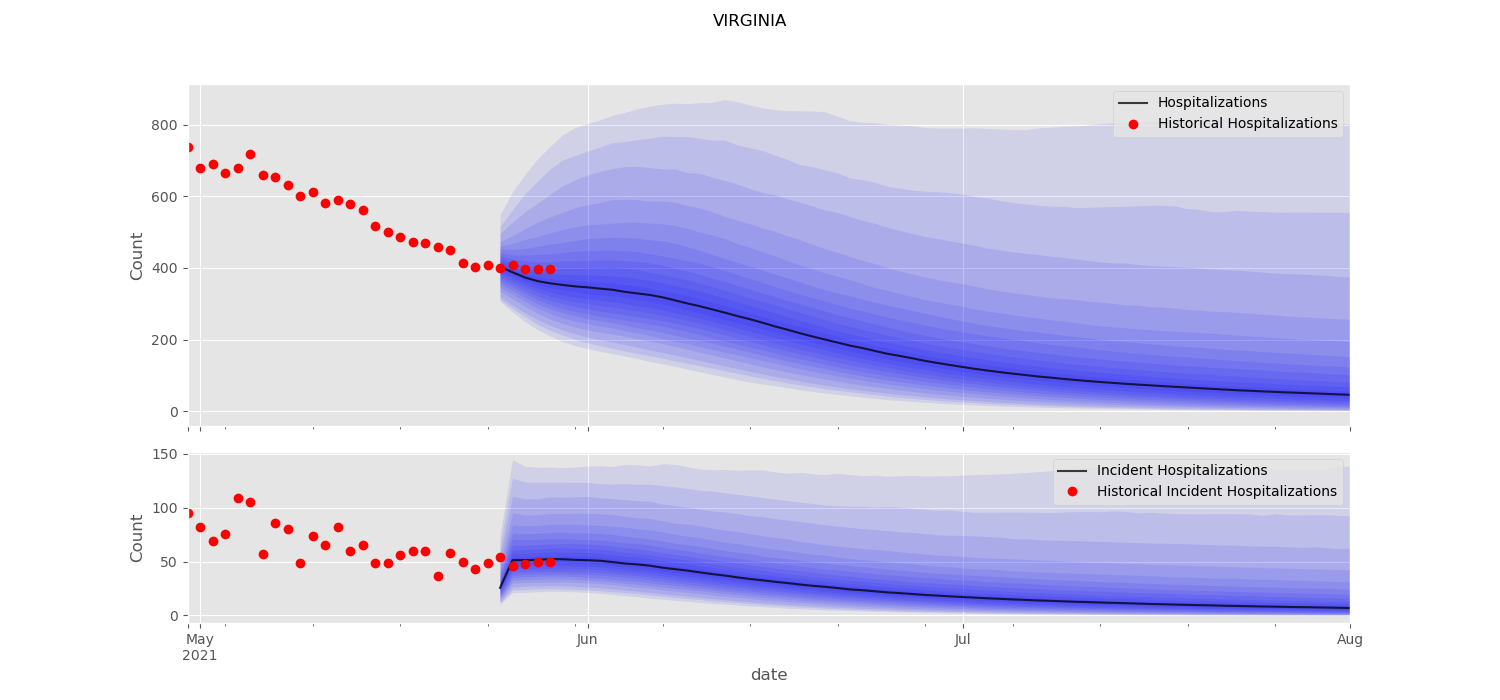 VIRGINIA
Hospitalizations
Historical Hospitalizations
800
600
400
200
0
Count
Incident Hospitalizations
Historical Incident Hospitalizations
150
100
50
0
Count
May Jun Jul Aug
2021
date